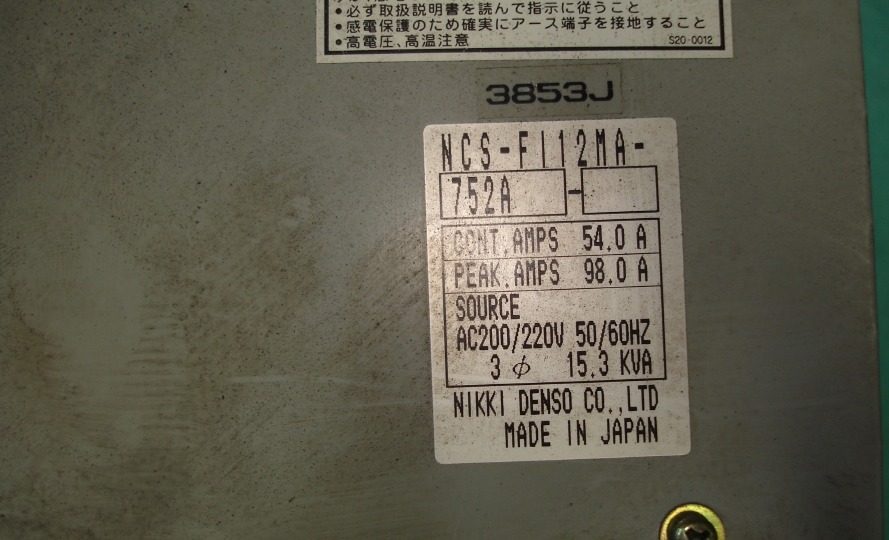 • 必ず取扱説明書を読んで指示に従うこと
• 感電保護のため確実にアース端子を接地すること
• 高電圧、高温注意
S20-0012
3853J
NCS-FI12MA-
752A -
CONT.AMPS 54.0 A
PEAK.AMPS 98.0 A
SOURCE
AC200/220V 50/60HZ
3 φ 15.3 KVA
NIKKI DENSO CO.,LTD
MADE IN JAPAN